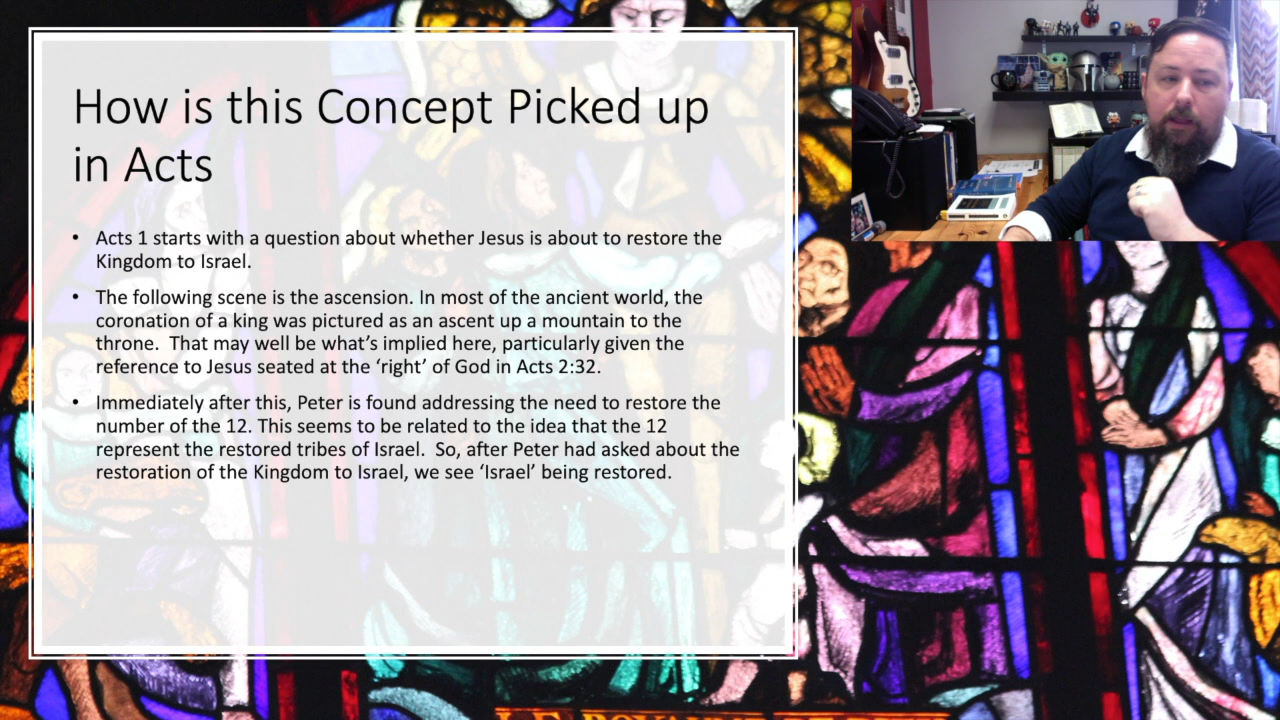 How is this Concept Picked up
in Acts
• Acts 1 starts with a question about whether Jesus is about to restore the
Kingdom to Israel.
• The following scene is the ascension. In most of the ancient world, the
coronation of a king was pictured as an ascent up a mountain to the
throne.  That may well be what’s implied here, particularly given the
reference to Jesus seated at the ‘right’ of God in Acts 2:32.
• Immediately after this, Peter is found addressing the need to restore the
number of the 12. This seems to be related to the idea that the 12
represent the restored tribes of Israel.  So, after Peter had asked about the
restoration of the Kingdom to Israel, we see ‘Israel’ being restored.